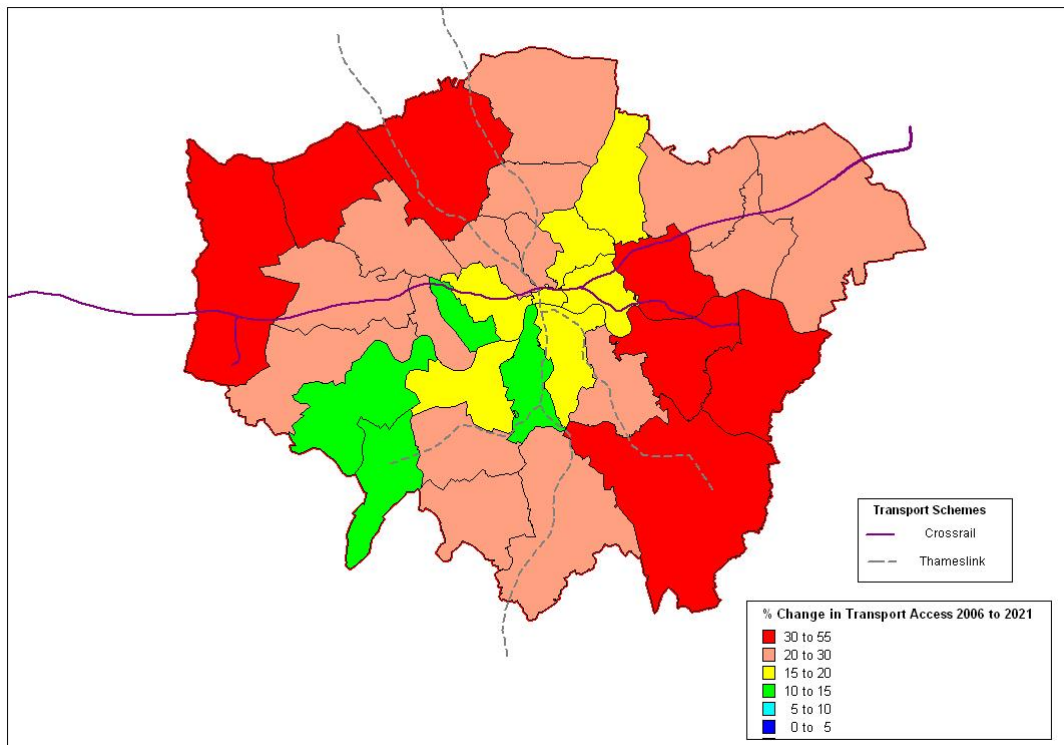 Transport Schemes
Crossrail
Thameslink
% Change in Transport Access 2006 to 2021
30 to 55
20 to 30
15 to 20
10 to 15
5 to 10
0 to 5